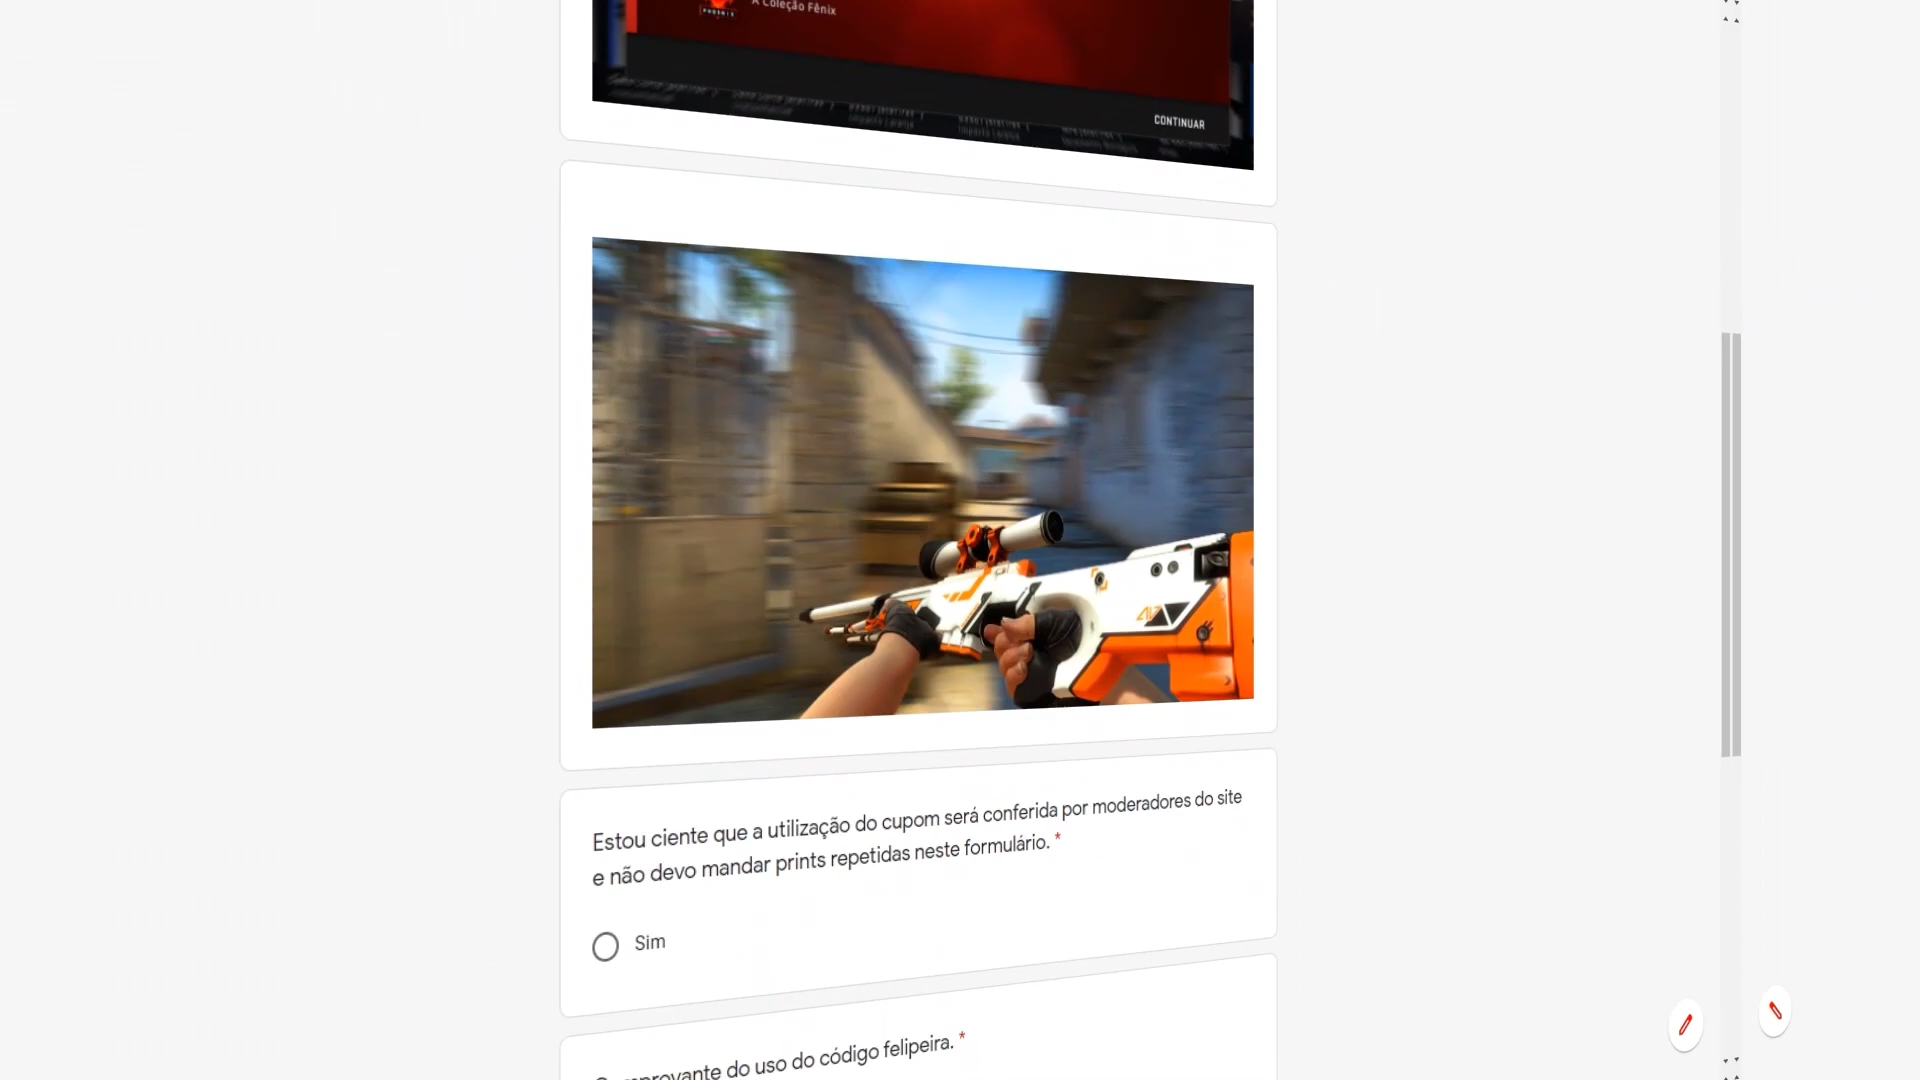 PHOENIX
A Coleção Fênix
CONTINUAR
Estou ciente que a utilização do cupom será conferida por moderadores do site
e não devo mandar prints repetidas neste formulário. *
Sim
do uso do código felipeira. *